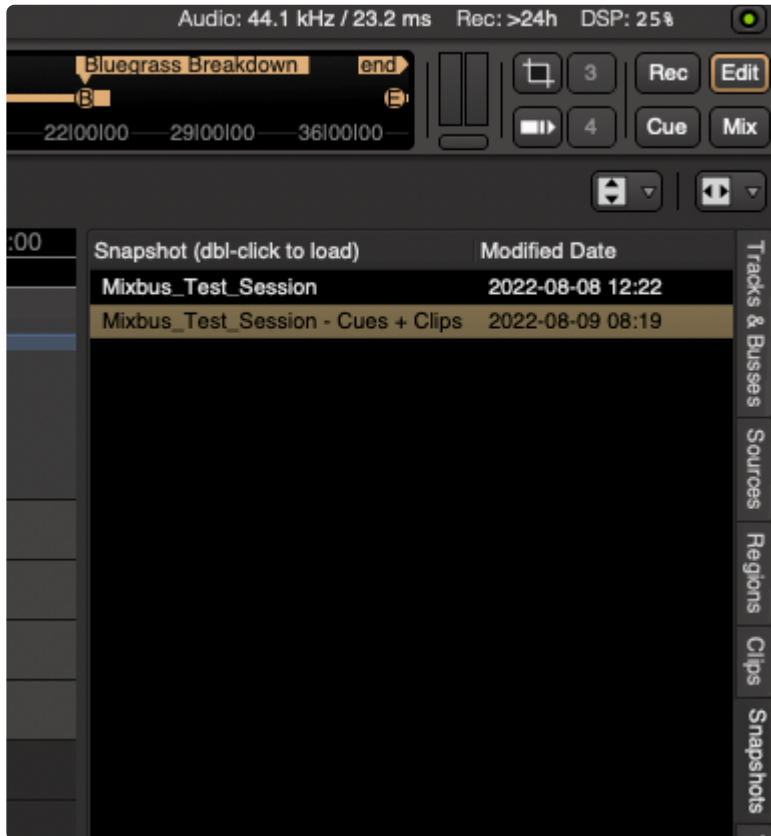 Audio: 44.1 kHz / 23.2 ms Rec: >24h DSP: 25%
Bluegrass Breakdown end
B E
22|00|00 29|00|00 36|00|00
3 Rec Edit
4 Cue Mix
:00
Snapshot (dbl-click to load) Modified Date
Mixbus_Test_Session 2022-08-08 12:22
Mixbus_Test_Session - Cues + Clips 2022-08-09 08:19
Tracks & Busses
Sources
Regions
Clips
Snapshots